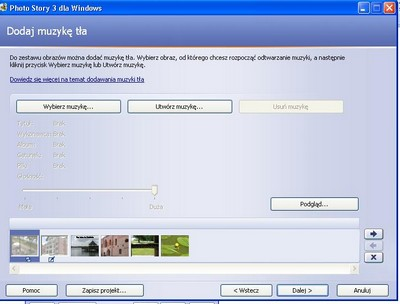 Photo Story 3 dla Windows
Dodaj muzykę tła
Do zestawu obrazów można dodać muzykę tła. Wybierz obraz, od którego chcesz rozpocząć odtwarzanie muzyki, a następnie
kliknij przycisk Wybierz muzykę lub Utwórz muzykę.
Dowiedz się więcej na temat dodawania muzyki tła
Wybierz muzykę... Utwórz muzykę... Usuń muzykę
Tytuł: Brak
Wykonawca: Brak
Album: Brak
Gatunek: Brak
Plik: Brak
Głośność:
Mała Duża
Podgląd...
Pomoc Zapisz projekt... < Wstecz Dalej > Anuluj